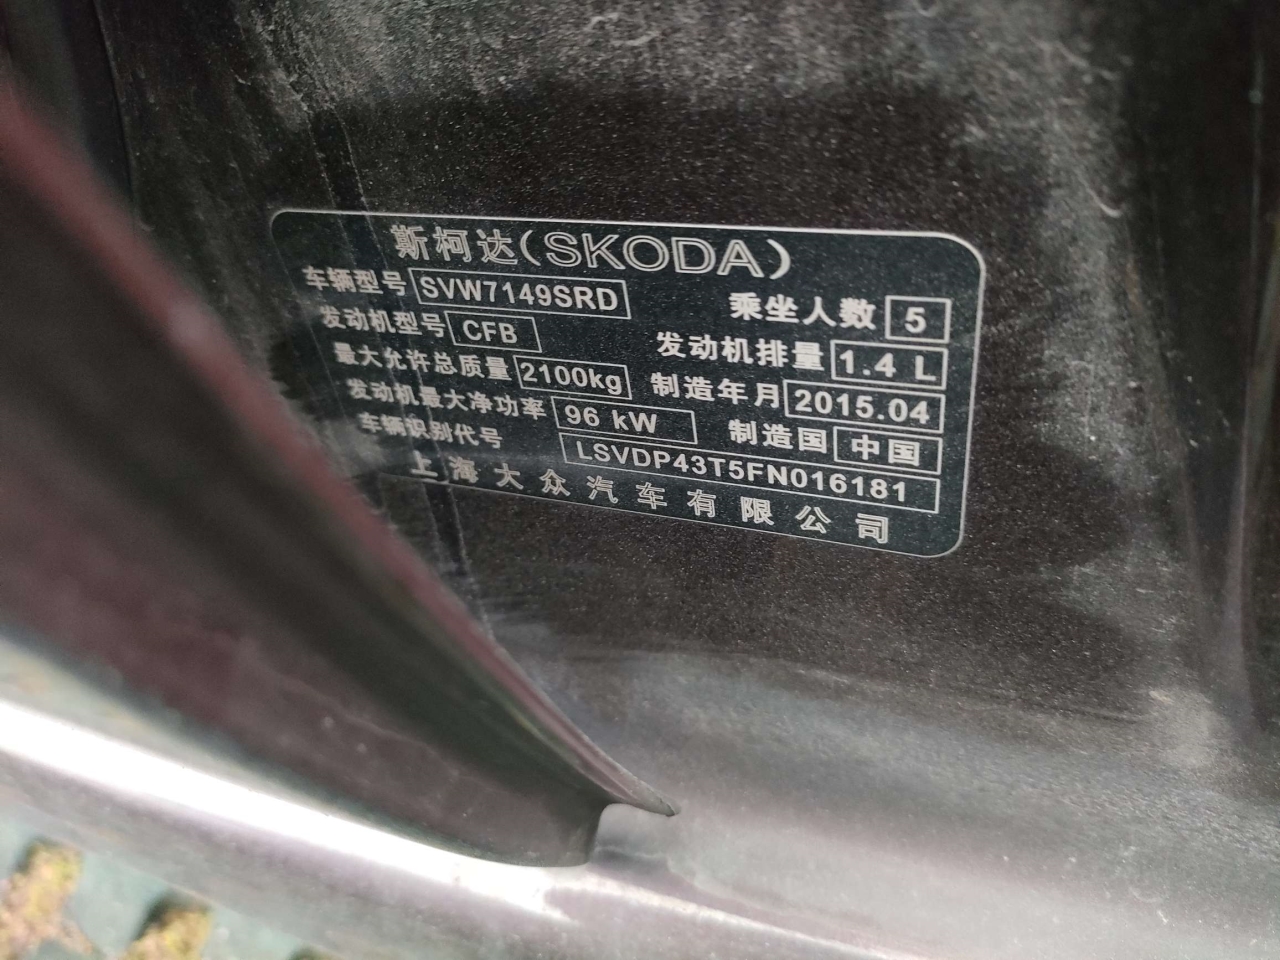 斯柯达(SKODA)
车辆型号 SVW7149SRD 乘坐人数 5
发动机型号 CFB 发动机排量 1.4 L
最大允许总质量 2100kg 制造年月 2015.04
发动机最大净功率 96 kW 制造国 中国
车辆识别代号 LSVDP43T5FN016181
上海大众汽车有限公司